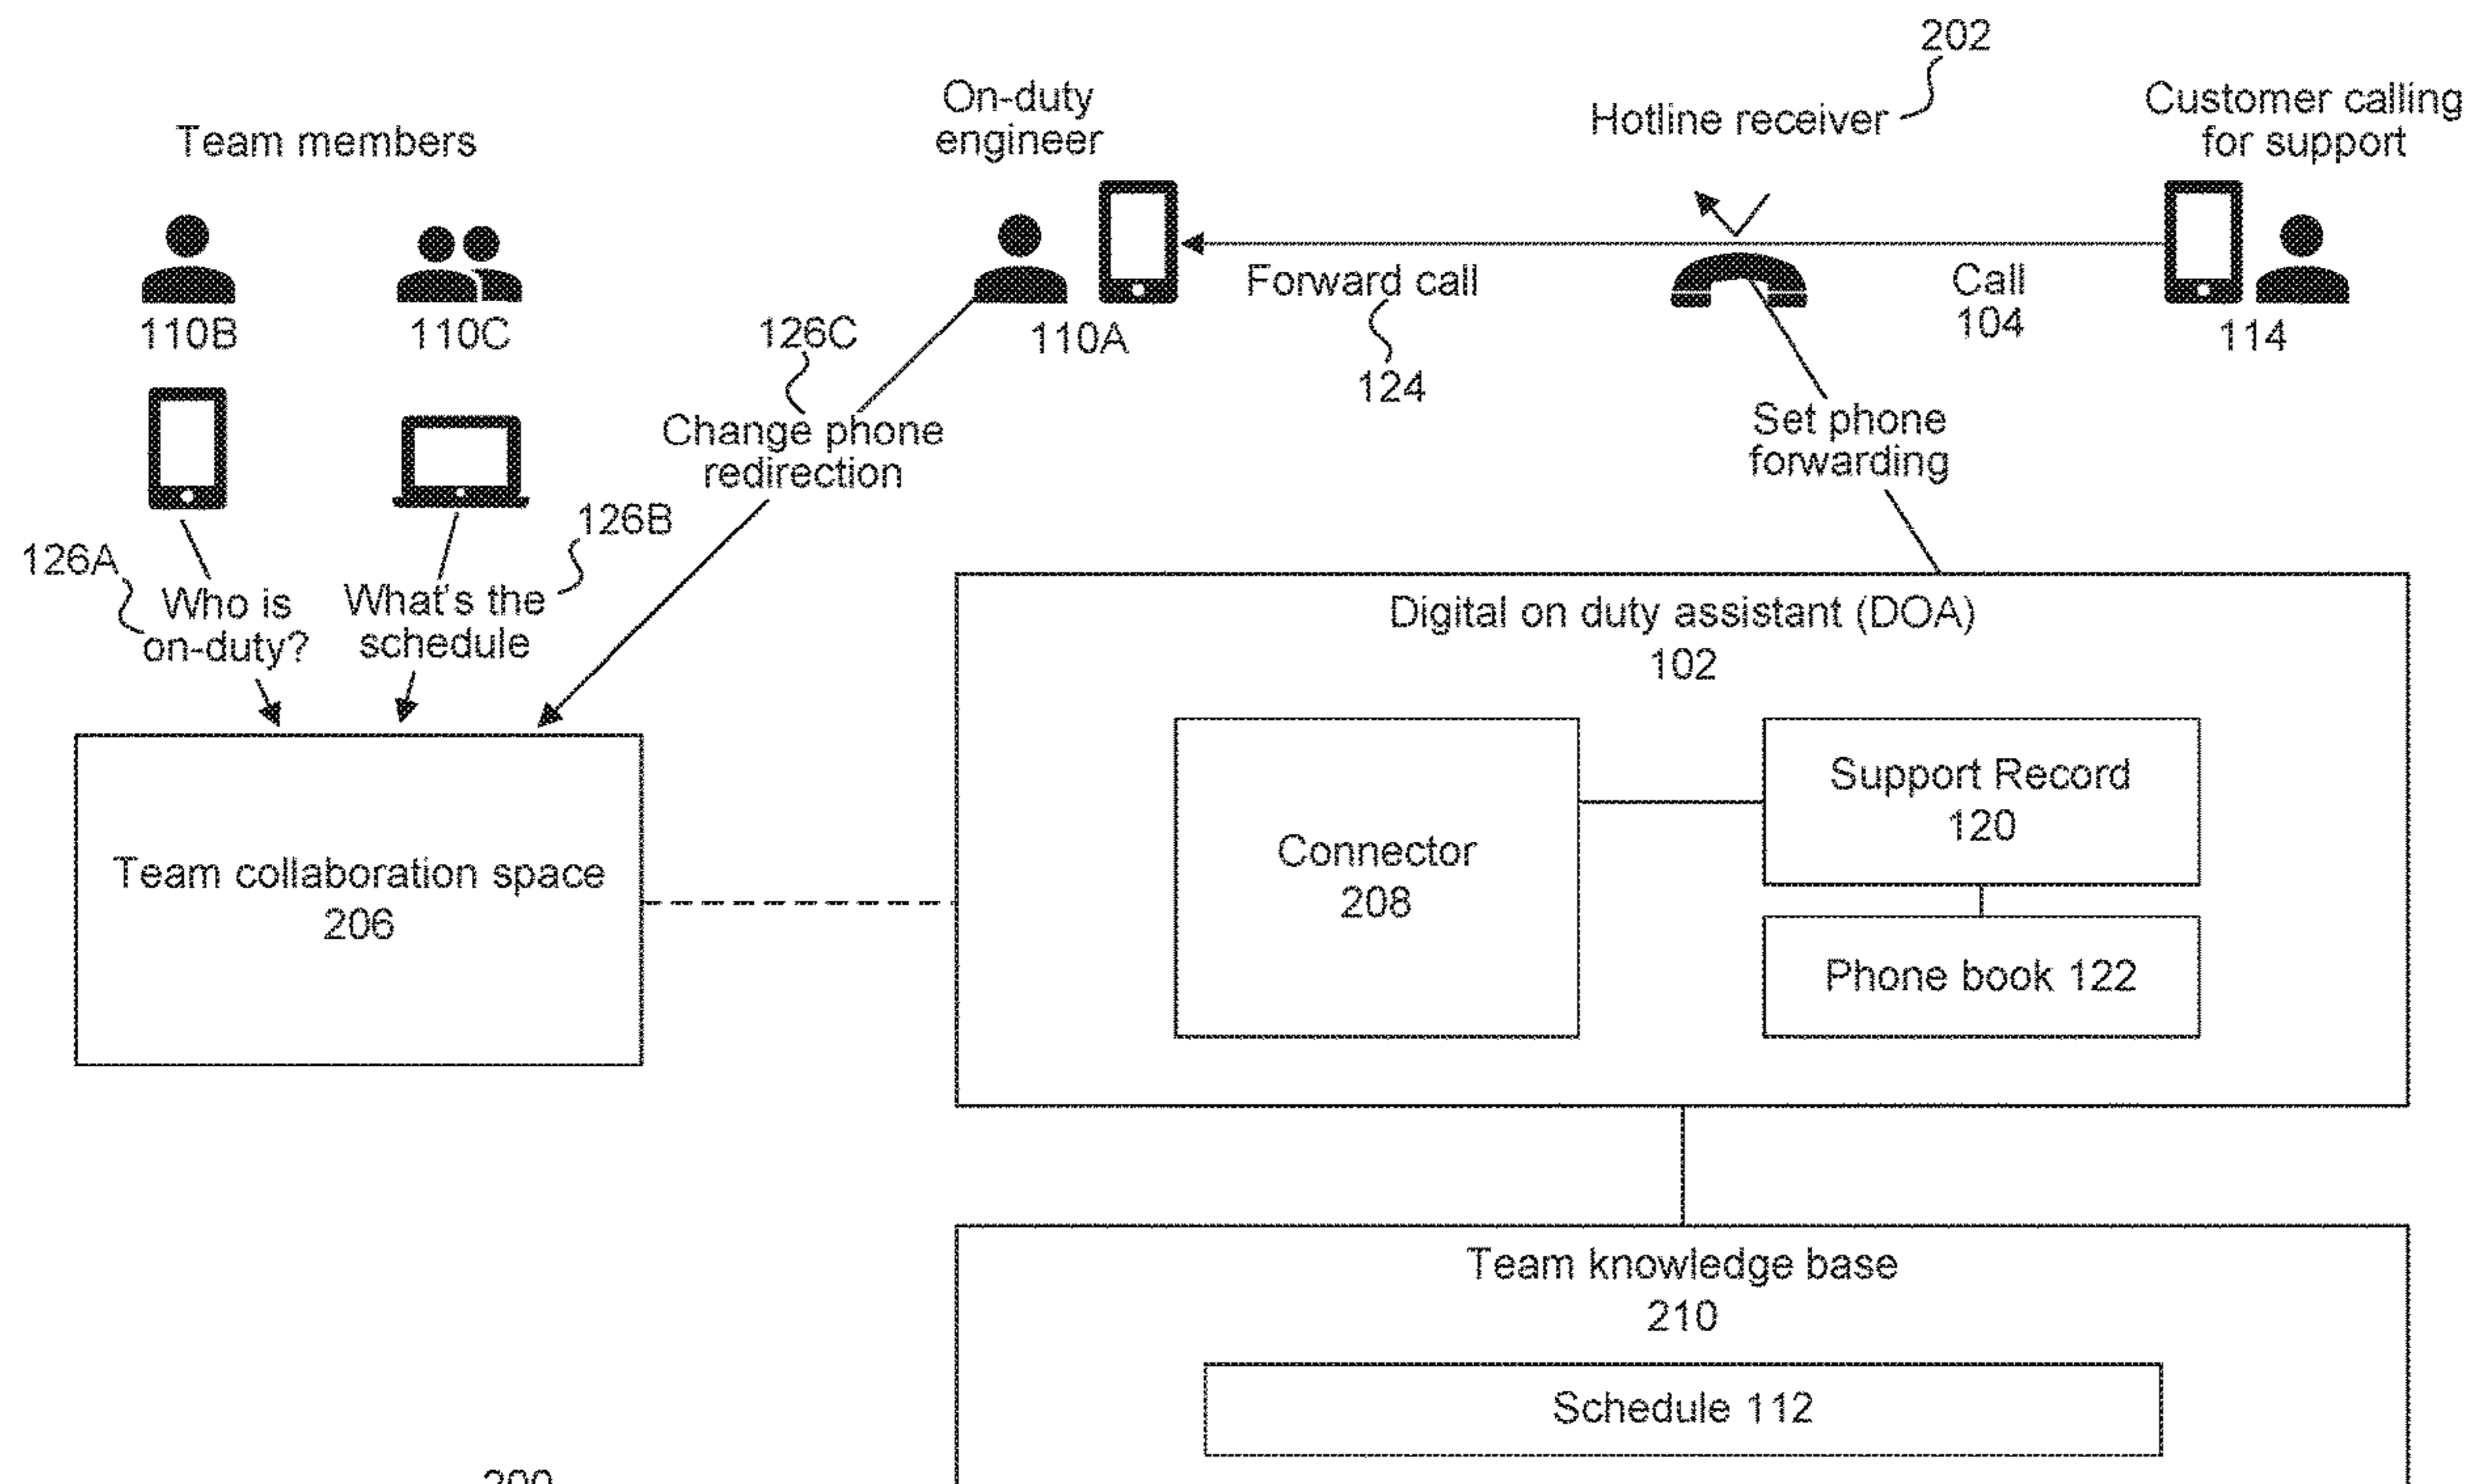 202
On-duty
engineer
Hotline receiver
Customer calling
for support
Team members
110B
110C
126C
110A
Forward call
124
Call
104
114
Change phone
redirection
Set phone
forwarding
126A
126B
Who is
on-duty?
What's the
schedule
Digital on duty assistant (DOA)
102
Team collaboration space
206
Connector
208
Support Record
120
Phone book 122
Team knowledge base
210
Schedule 112